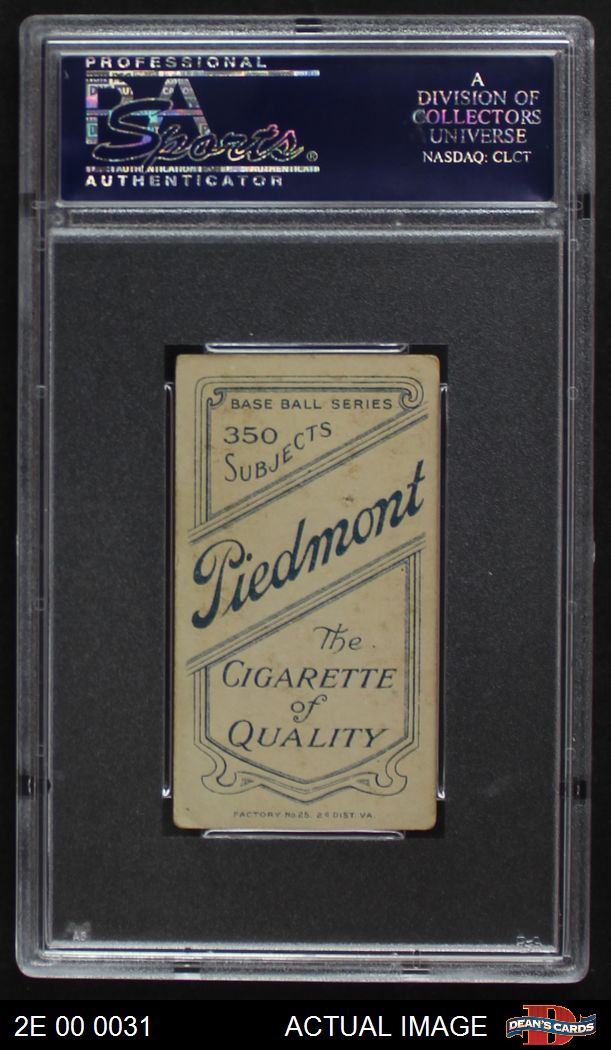 PROFESSIONAL
PSA
Sports®
AUTHENTICATOR
A
DIVISION OF
COLLECTORS
UNIVERSE
NASDAQ: CLCT
BASE BALL SERIES
350
SUBJECTS
Piedmont
The
CIGARETTE
of
QUALITY
FACTORY No 25. 2d DIST. VA.
PSA
2E 00 0031
ACTUAL IMAGE
D
DEAN'S CARDS